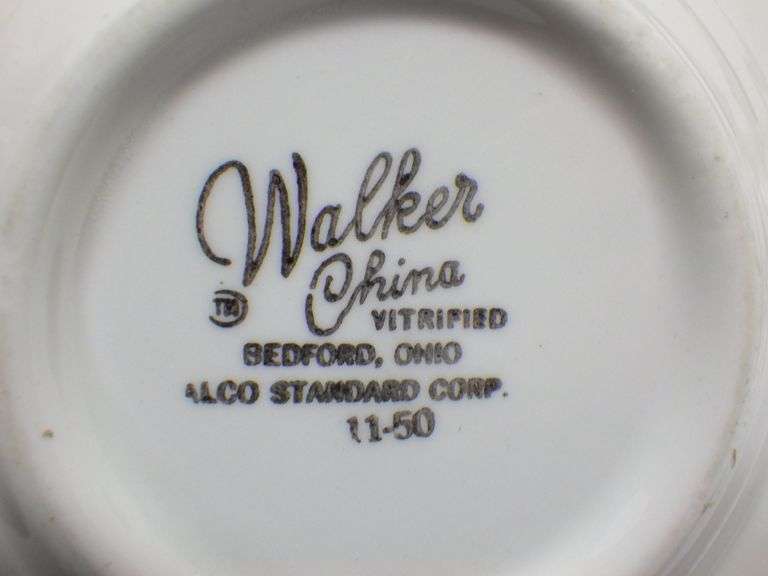 Walker
China
TM
VITRIFIED
BEDFORD, OHIO
ALCO STANDARD CORP.
11-50